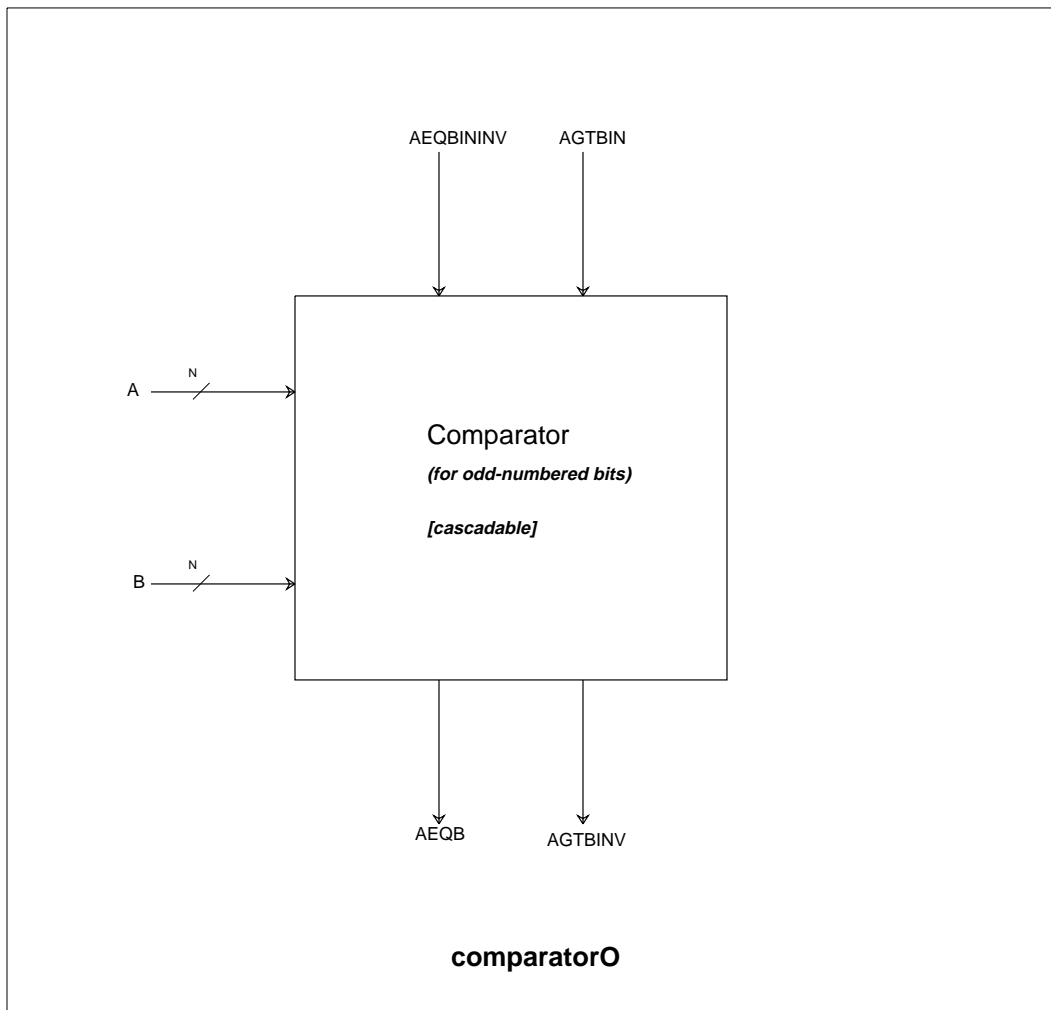 AEQBININV AGTBIN
N
A
Comparator
(for odd-numbered bits)
[cascadable]
N
B
AEQB AGTBINV
comparatorO